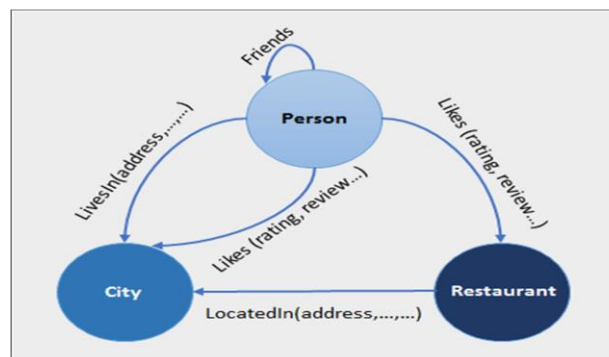 Friends
Person
LivesIn(address,...,...)
Likes (rating, review...)
Likes (rating, review...)
City
Restaurant
LocatedIn(address,...,...)